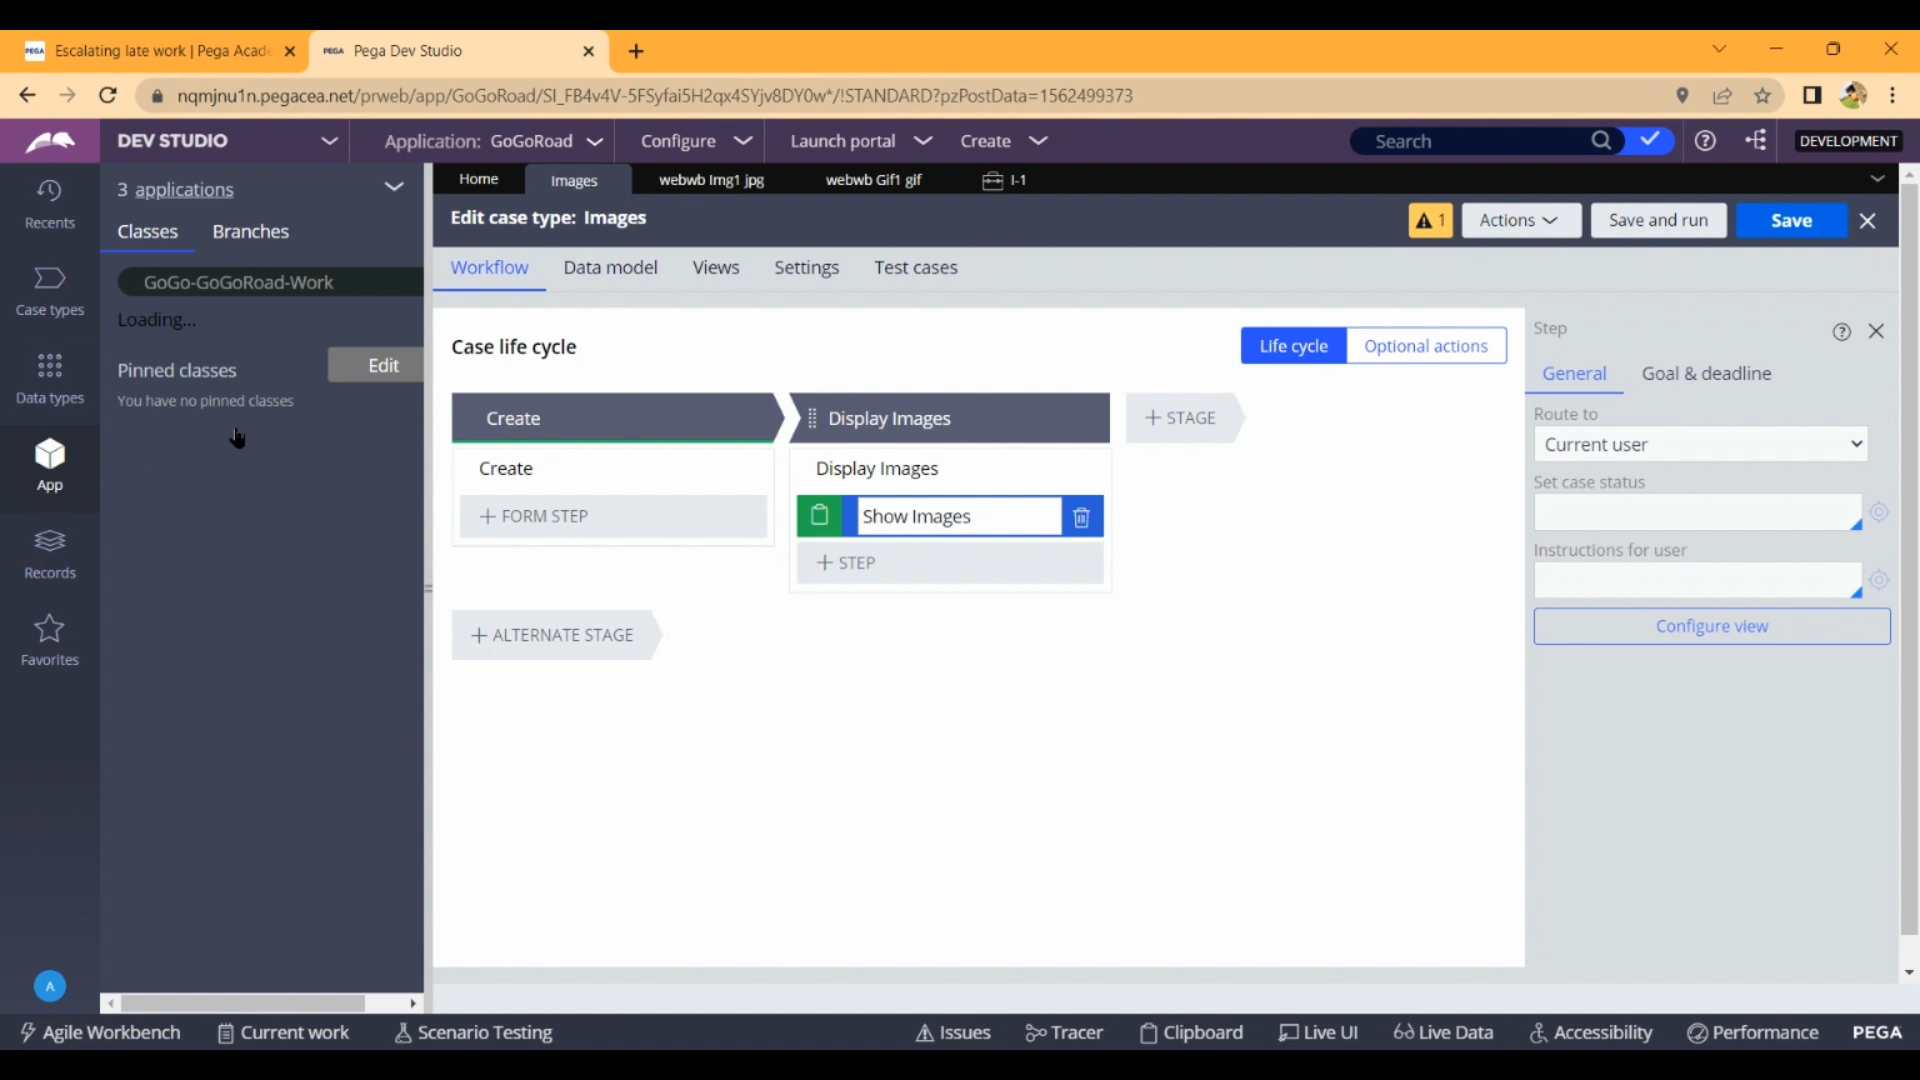 PEGA Escalating late work | Pega Acade
PEGA Pega Dev Studio
nqmjnu1n.pegacea.net/prweb/app/GoGoRoad/SI_FB4v4V-5FSyfai5H2qx4SYjv8DY0w*/!STANDARD?pzPostData=1562499373
DEV STUDIO
Application: GoGoRoad
Configure
Launch portal
Create
Search
DEVELOPMENT
Recents
Case types
Data types
App
Records
Favorites
A
3 applications
Classes
Branches
GoGo-GoGoRoad-Work
Loading...
Pinned classes
Edit
You have no pinned classes
Home
Images
webwb Img1 jpg
webwb Gif1 gif
I-1
Edit case type: Images
1
Actions
Save and run
Save
Workflow
Data model
Views
Settings
Test cases
Case life cycle
Life cycle
Optional actions
Create
Display Images
+ STAGE
Create
+ FORM STEP
Display Images
Show Images
+ STEP
+ ALTERNATE STAGE
Step
General
Goal & deadline
Route to
Current user
Set case status
Instructions for user
Configure view
Agile Workbench
Current work
Scenario Testing
Issues
Tracer
Clipboard
Live UI
Live Data
Accessibility
Performance
PEGA